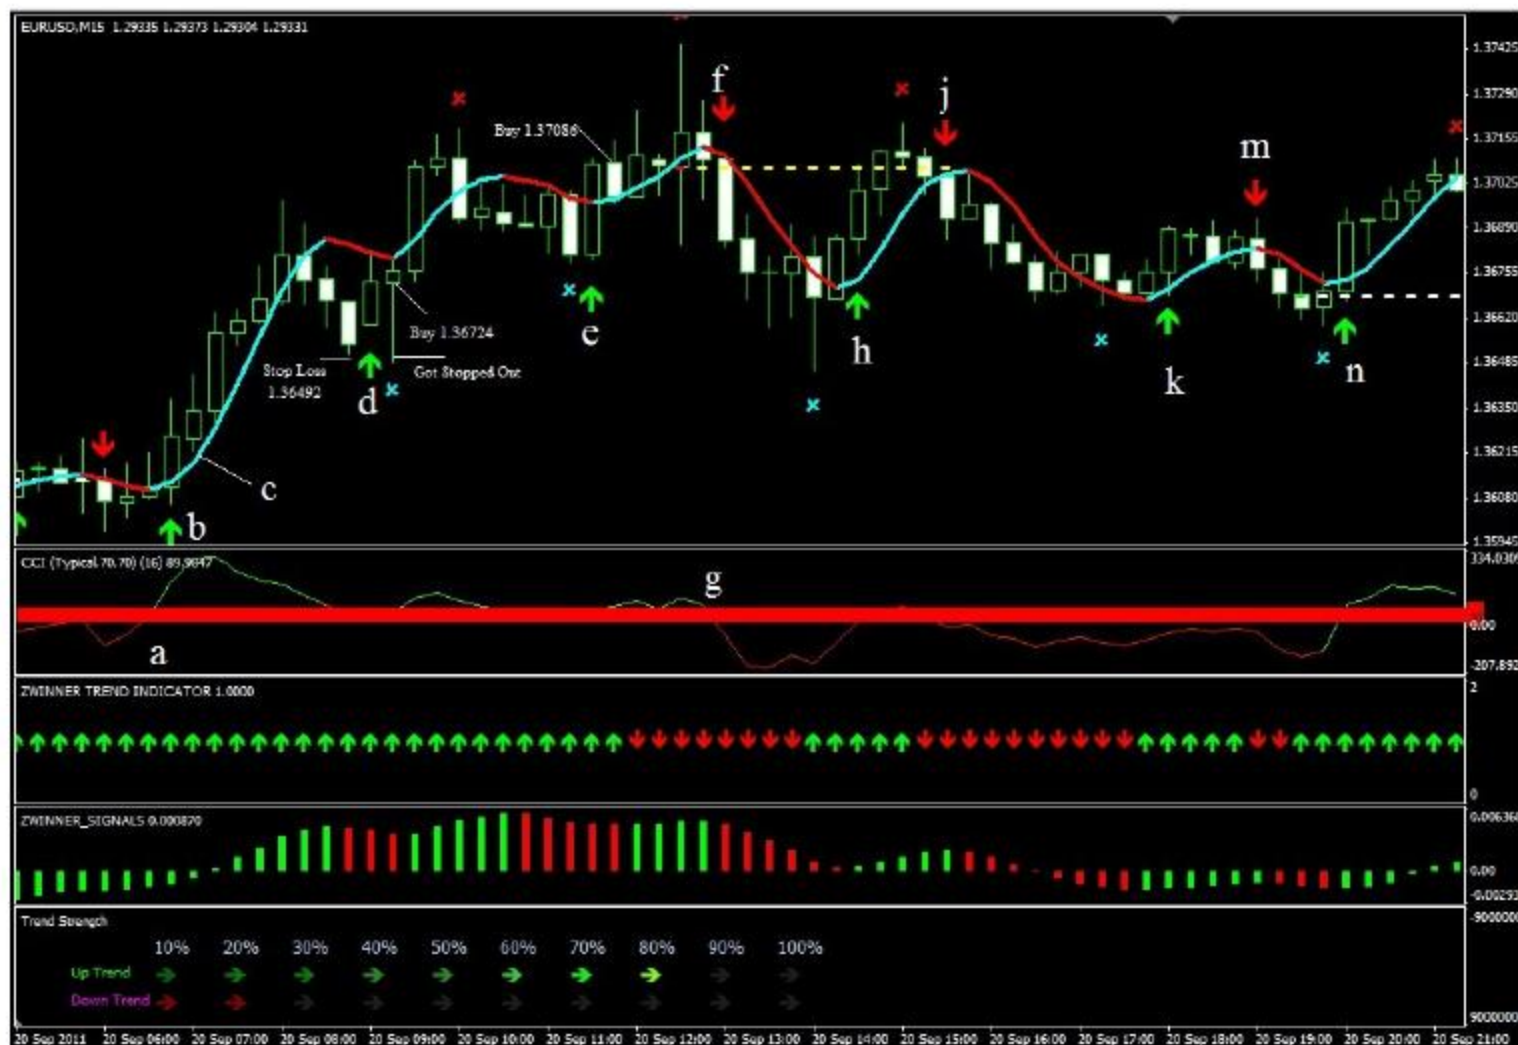 EURUSD,M15 1.29335 1.29373 1.29304 1.29331
1.37425
f
j
1.37290
Buy 1.37086
1.37155
m
1.37025
1.36890
1.36755
Buy 1.36724
e
h
1.36620
Stop Loss
Got Stopped Out
1.36492
d
k
n
1.36485
1.36350
1.36215
c
1.36080
b
1.35945
CCI (Typical 70,70) (16) 89.9847
334.0309
g
0.00
a
-207.892
ZWINNER TREND INDICATOR 1.0000
2
0
ZWINNER_SIGNALS 0.000870
0.006368
0.00
-0.00293
Trend Strength
-9000000
10% 20% 30% 40% 50% 60% 70% 80% 90% 100%
Up Trend
Down Trend
9000000
20 Sep 2011 20 Sep 06:00 20 Sep 07:00 20 Sep 08:00 20 Sep 09:00 20 Sep 10:00 20 Sep 11:00 20 Sep 12:00 20 Sep 13:00 20 Sep 14:00 20 Sep 15:00 20 Sep 16:00 20 Sep 17:00 20 Sep 18:00 20 Sep 19:00 20 Sep 20:00 20 Sep 21:00